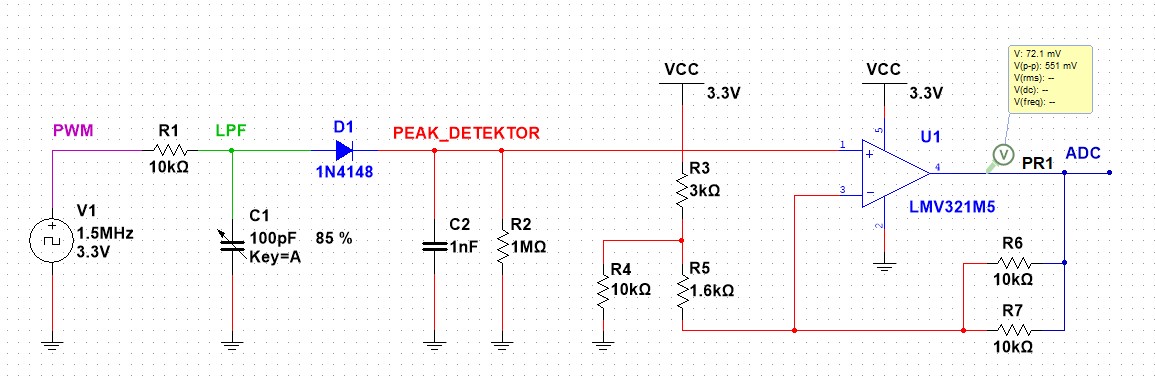 V: 72.1 mV
V(p-p): 551 mV
V(rms): --
V(dc): --
V(freq): --
VCC
3.3V
VCC
3.3V
PWM
R1
10kΩ
LPF
D1
1N4148
PEAK_DETEKTOR
U1
5
1
4
3
2
LMV321M5
V
PR1
ADC
R3
3kΩ
V1
1.5MHz
3.3V
C1
100pF
85 %
Key=A
C2
1nF
R2
1MΩ
R4
10kΩ
R5
1.6kΩ
R6
10kΩ
R7
10kΩ